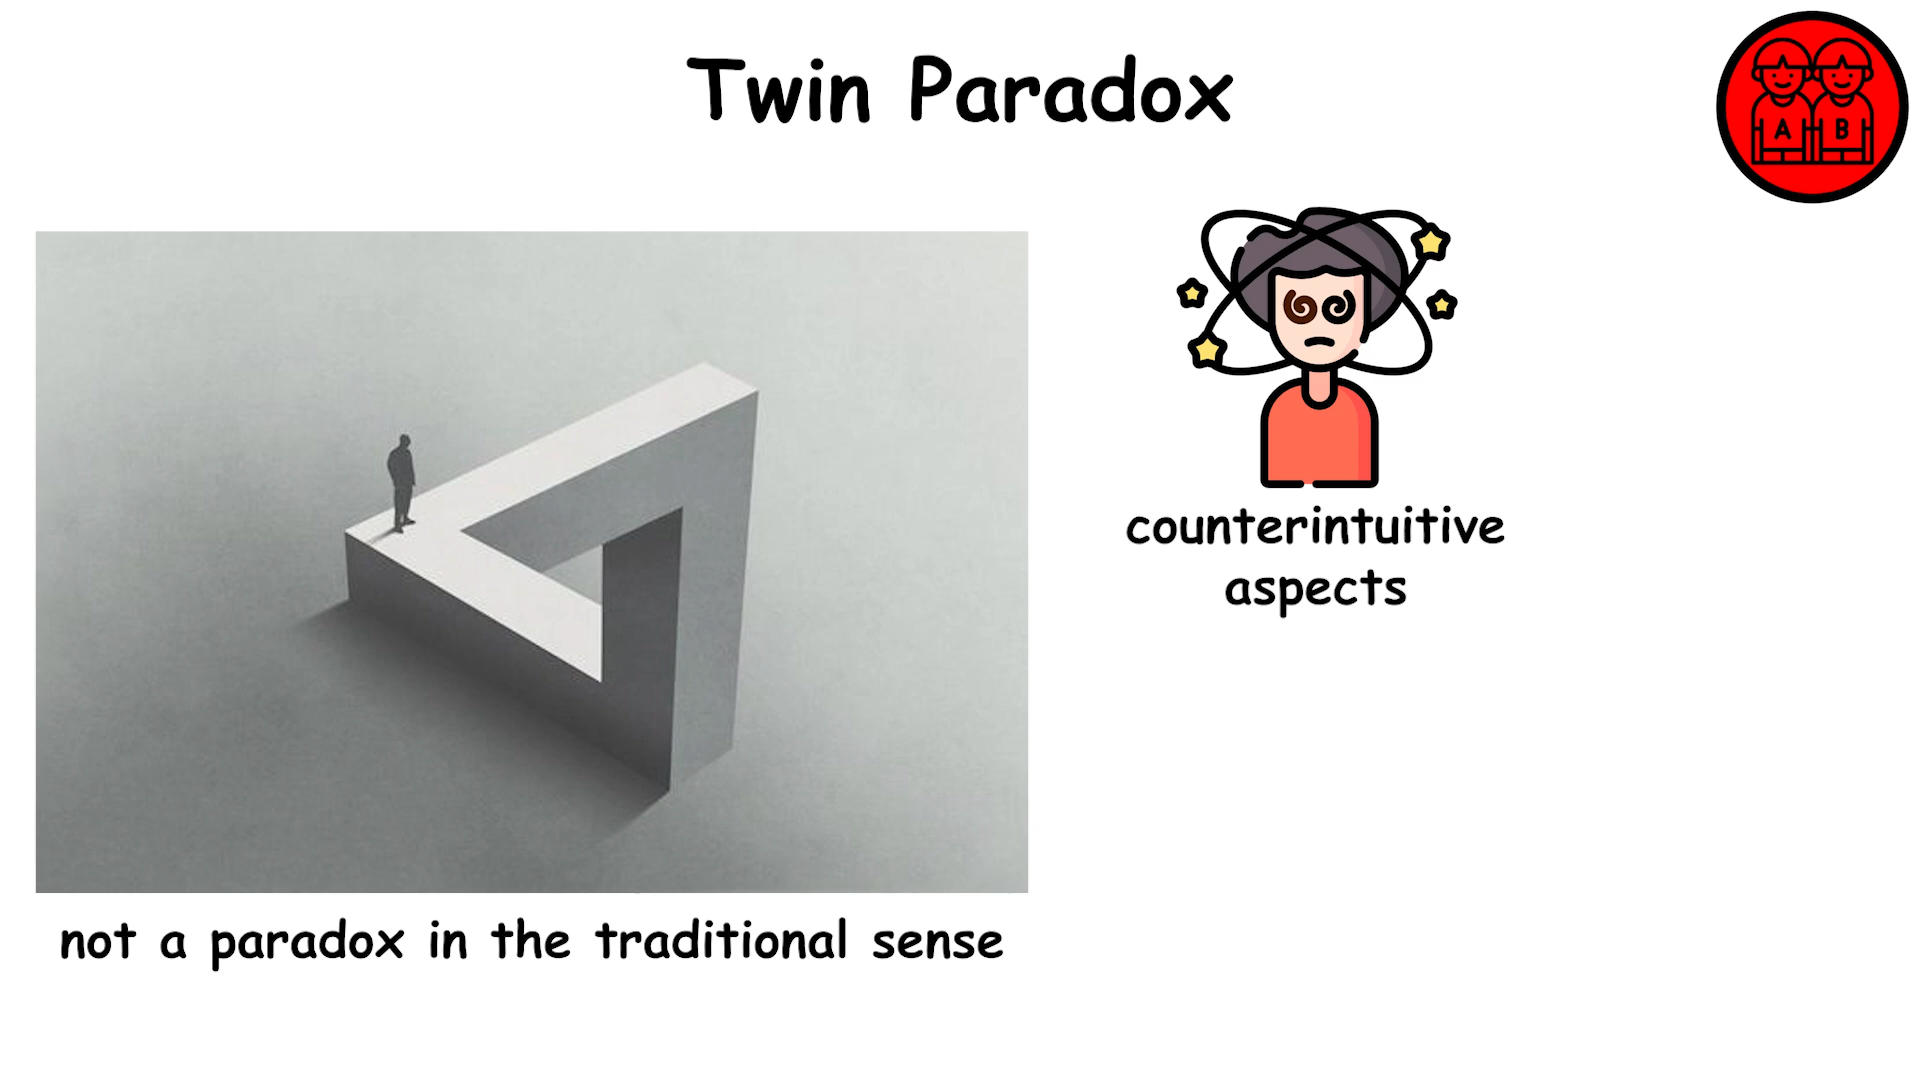 Twin Paradox
A B
counterintuitive
aspects
not a paradox in the traditional sense